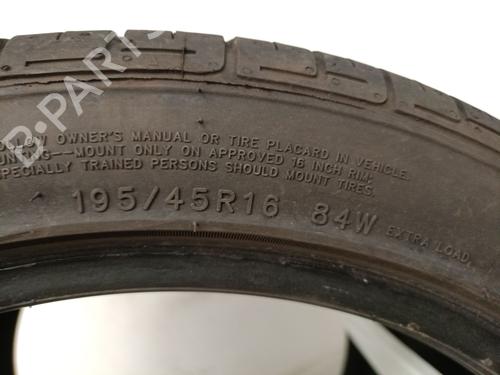 OWNER'S MANUAL OR TIRE PLACARD IN VEHICLE.
MOUNT ONLY ON APPROVED 16 INCH RIM.
SPECIALLY TRAINED PERSONS SHOULD MOUNT TIRES.
195/45R16 84W EXTRA LOAD
B-PARTS